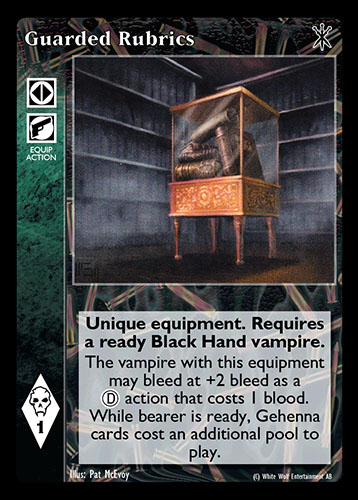 Guarded Rubrics
EQUIP
ACTION
Unique equipment. Requires
a ready Black Hand vampire.
The vampire with this equipment
may bleed at +2 bleed as a
Ⓓ action that costs 1 blood.
While bearer is ready, Gehenna
cards cost an additional pool to
play.
1
Illus: Pat McEvoy
(C) White Wolf Entertainment AB